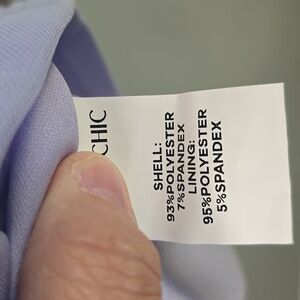 CHIC
SHELL:
93%POLYESTER
7%SPANDEX
LINING:
95%POLYESTER
5%SPANDEX